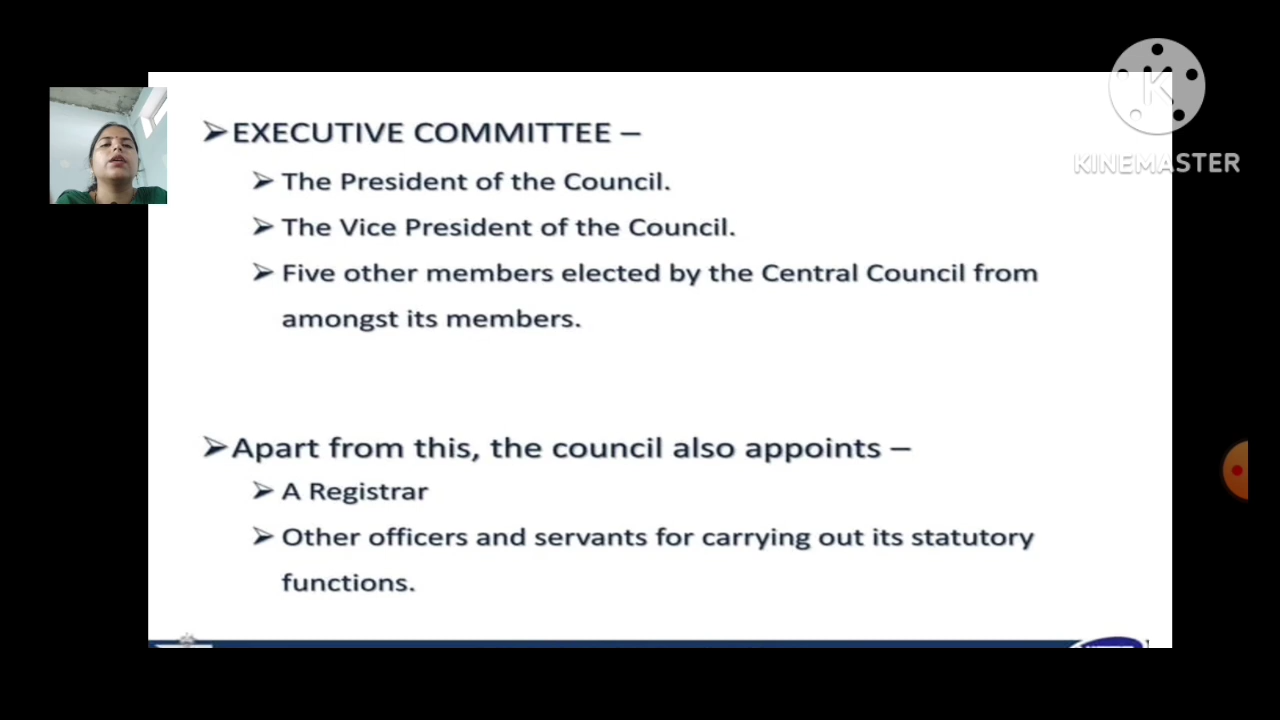 K
KINEMASTER
➢EXECUTIVE COMMITTEE –
➢ The President of the Council.
➢ The Vice President of the Council.
➢ Five other members elected by the Central Council from
amongst its members.
➢Apart from this, the council also appoints –
➢ A Registrar
➢ Other officers and servants for carrying out its statutory
functions.